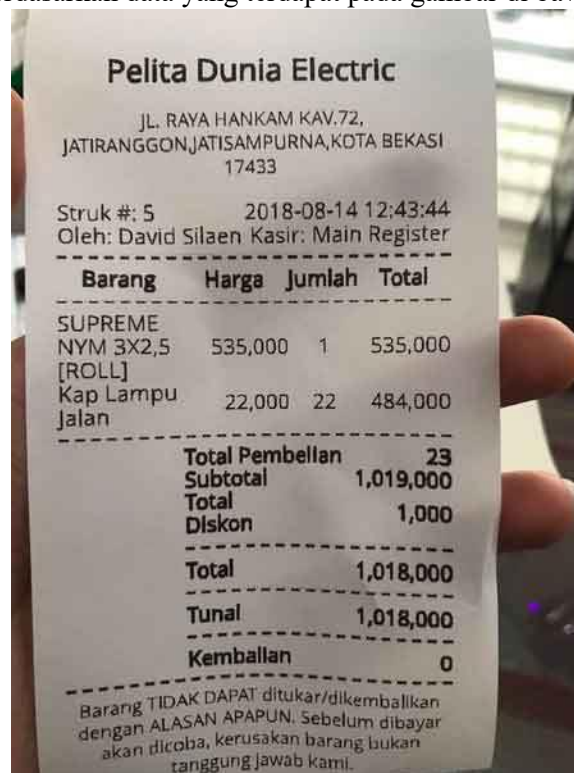 Pelita Dunia Electric
JL. RAYA HANKAM KAV.72,
JATIRANGGON,JATISAMPURNA,KOTA BEKASI
17433
Struk #: 5 2018-08-14 12:43:44
Oleh: David Silaen Kasir: Main Register
Barang Harga Jumlah Total
SUPREME
NYM 3X2,5 535,000 1 535,000
[ROLL]
Kap Lampu 22,000 22 484,000
Jalan
Total Pembelian 23
Subtotal 1,019,000
Total
Diskon 1,000
Total 1,018,000
Tunai 1,018,000
Kembalian 0
Barang TIDAK DAPAT ditukar/dikembalikan
dengan ALASAN APAPUN. Sebelum dibayar
akan dicoba, kerusakan barang bukan
tanggung jawab kami.